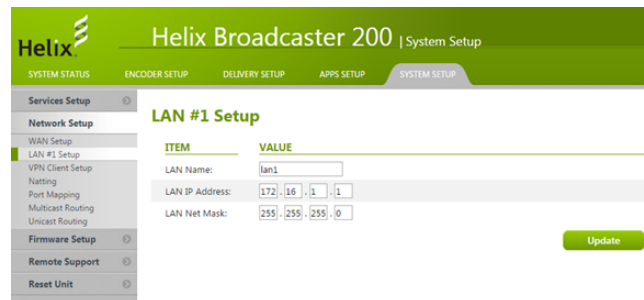 Helix
Helix Broadcaster 200 | System Setup
SYSTEM STATUS ENCODER SETUP DELIVERY SETUP APPS SETUP SYSTEM SETUP
Services Setup
Network Setup
WAN Setup
LAN #1 Setup
VPN Client Setup
Natting
Port Mapping
Multicast Routing
Unicast Routing
Firmware Setup
Remote Support
Reset Unit
LAN #1 Setup
ITEM VALUE
LAN Name: lan1
LAN IP Address: 172 . 16 . 1 . 1
LAN Net Mask: 255 . 255 . 255 . 0
Update